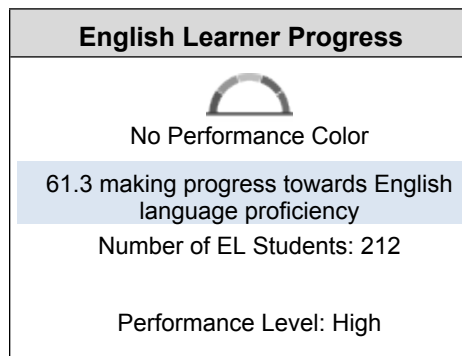 English Learner Progress
No Performance Color
61.3 making progress towards English
language proficiency
Number of EL Students: 212
Performance Level: High